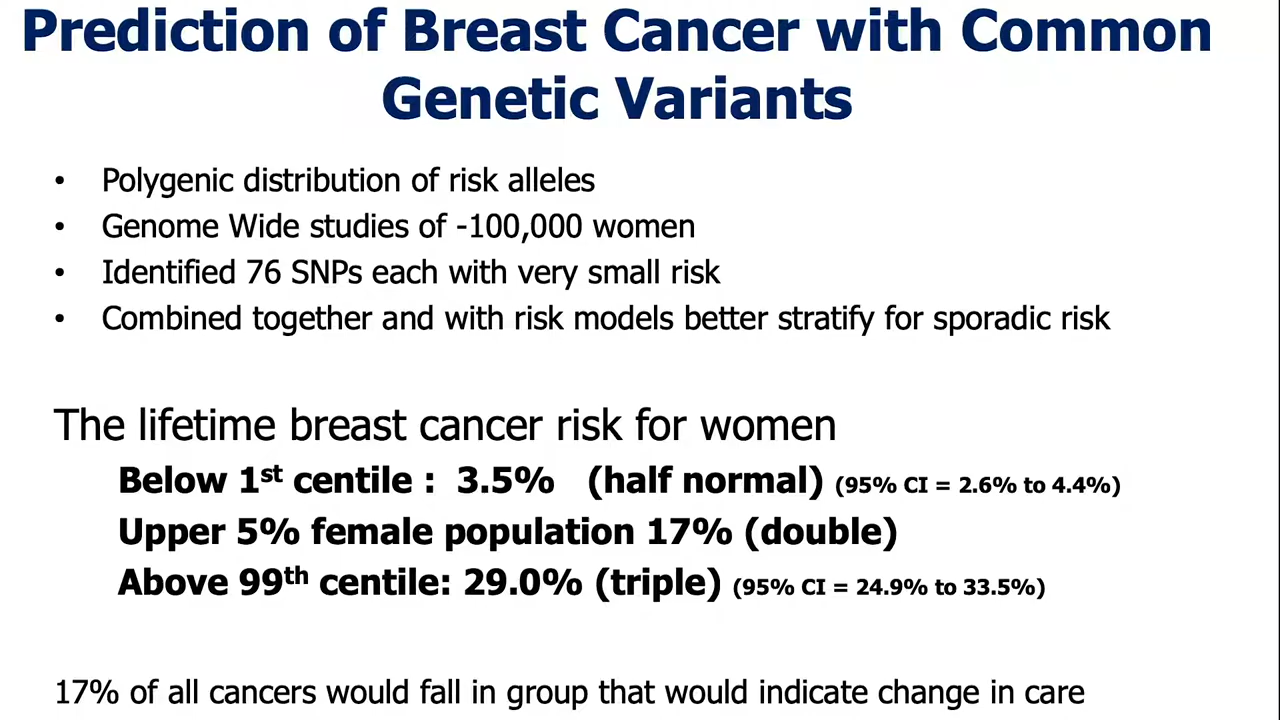 Prediction of Breast Cancer with Common
Genetic Variants
• Polygenic distribution of risk alleles
• Genome Wide studies of -100,000 women
• Identified 76 SNPs each with very small risk
• Combined together and with risk models better stratify for sporadic risk
The lifetime breast cancer risk for women
Below 1st centile : 3.5% (half normal) (95% CI = 2.6% to 4.4%)
Upper 5% female population 17% (double)
Above 99th centile: 29.0% (triple) (95% CI = 24.9% to 33.5%)
17% of all cancers would fall in group that would indicate change in care